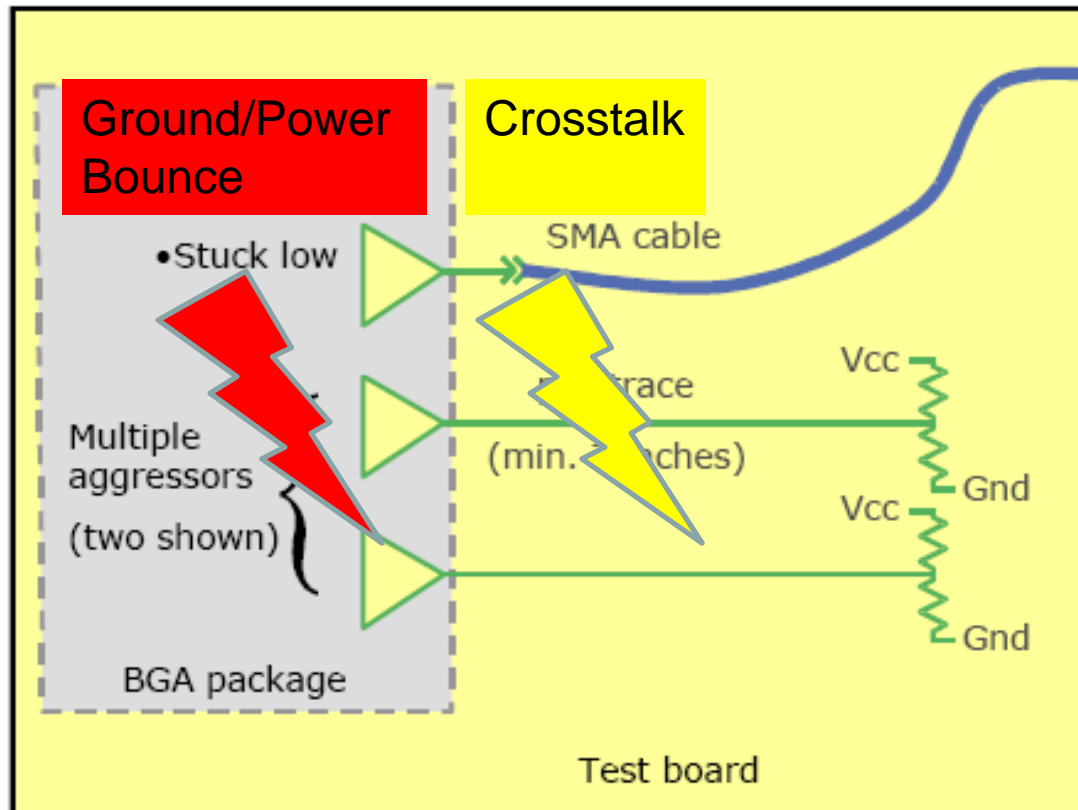 Ground/Power
Bounce
Crosstalk
•Stuck low
SMA cable
trace
(min.
Vcc
Multiple
aggressors
(two shown)
Gnd
Vcc
Gnd
BGA package
Test board